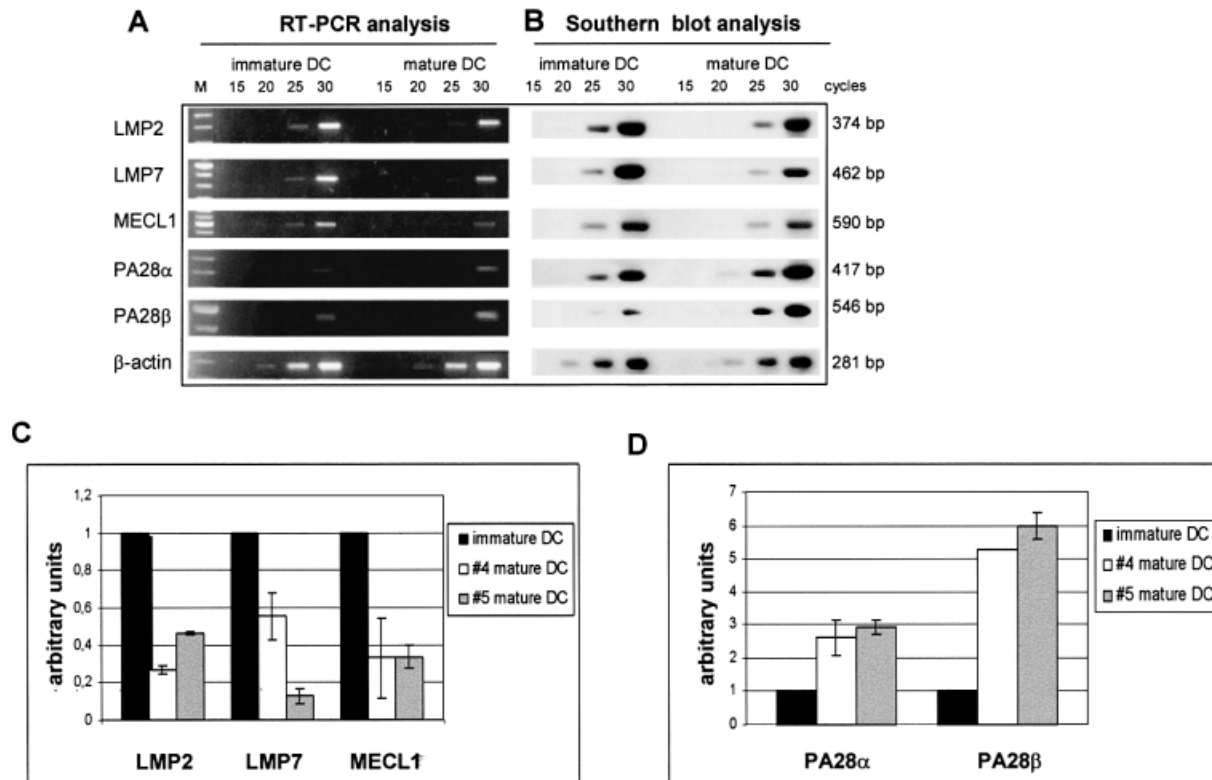 A RT-PCR analysis
immature DC mature DC
M 15 20 25 30 15 20 25 30
B Southern blot analysis
immature DC mature DC
15 20 25 30 15 20 25 30 cycles
LMP2 374 bp
LMP7 462 bp
MECL1 590 bp
PA28α 417 bp
PA28β 546 bp
β-actin 281 bp
C
arbitrary units
1,2
1
0,8
0,6
0,4
0,2
0
LMP2 LMP7 MECL1
immature DC
#4 mature DC
#5 mature DC
D
arbitrary units
7
6
5
4
3
2
1
0
PA28α PA28β
immature DC
#4 mature DC
#5 mature DC